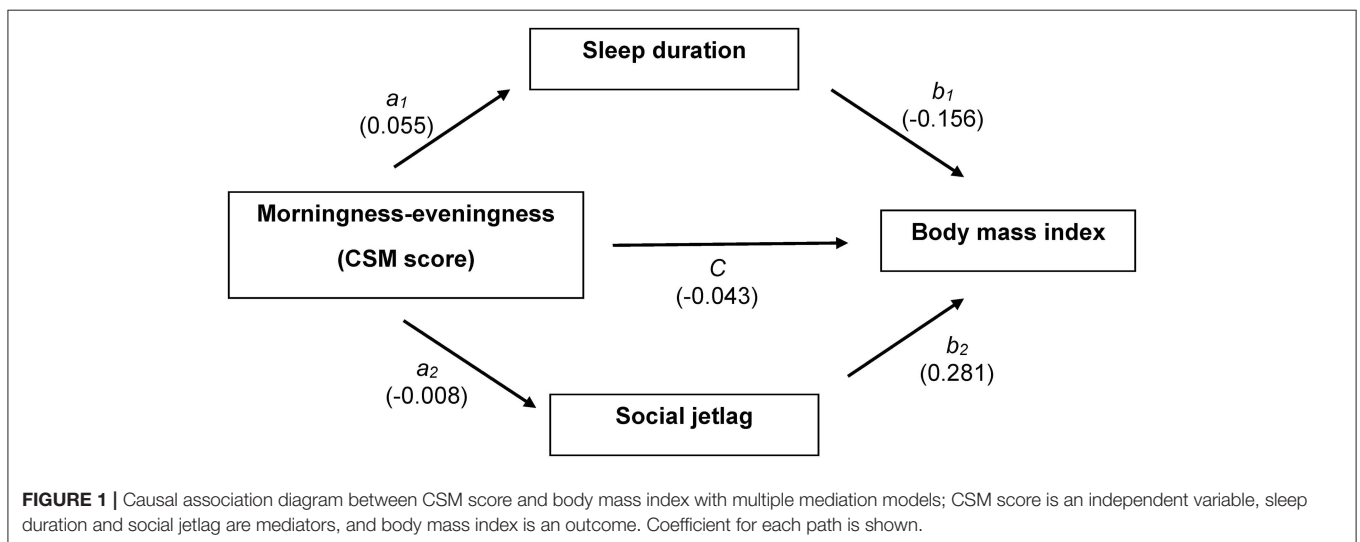 Sleep duration
a1
(0.055)
b1
(-0.156)
Morningness-eveningness
(CSM score)
Body mass index
C
(-0.043)
a2
(-0.008)
b2
(0.281)
Social jetlag
FIGURE 1 | Causal association diagram between CSM score and body mass index with multiple mediation models; CSM score is an independent variable, sleep
duration and social jetlag are mediators, and body mass index is an outcome. Coefficient for each path is shown.